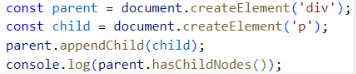 const parent = document.createElement('div');
const child = document.createElement('p');
parent.appendChild(child);
console.log(parent.hasChildNodes());